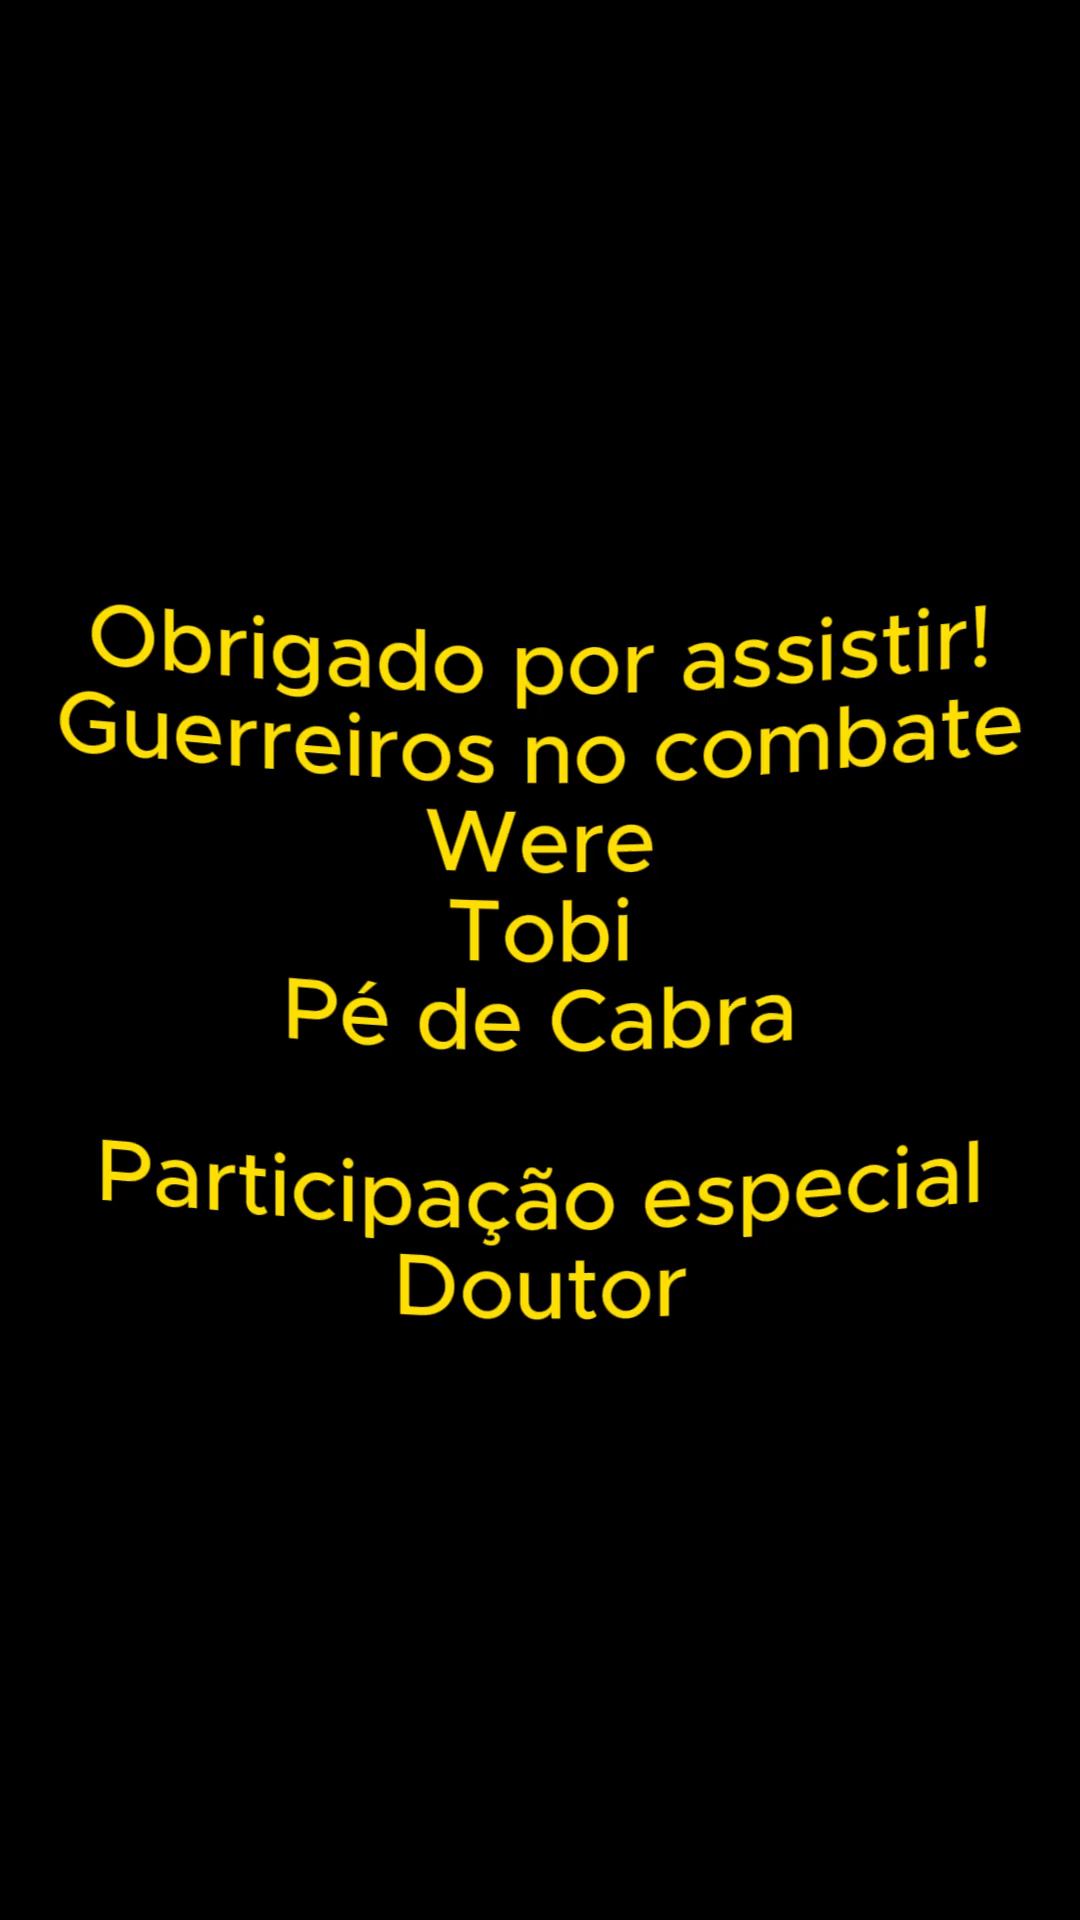 Obrigado por assistir!
Guerreiros no combate
Were
Tobi
Pé de Cabra
Participação especial
Doutor